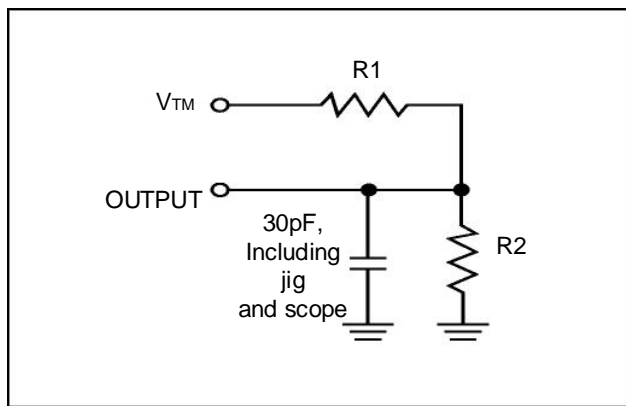 R1
VTM
OUTPUT
30pF,
Including
jig
and scope
R2